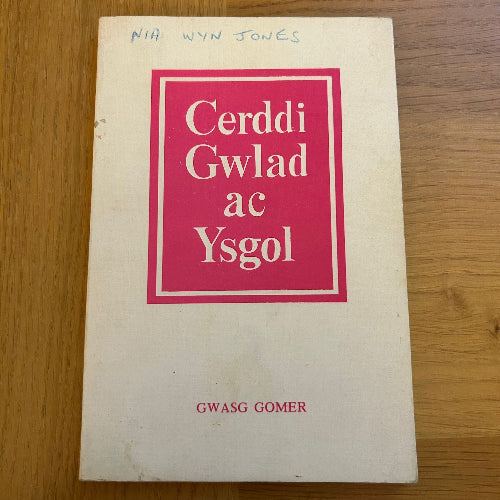 NIA WYN JONES
Cerddi
Gwlad
ac
Ysgol
GWASG GOMER